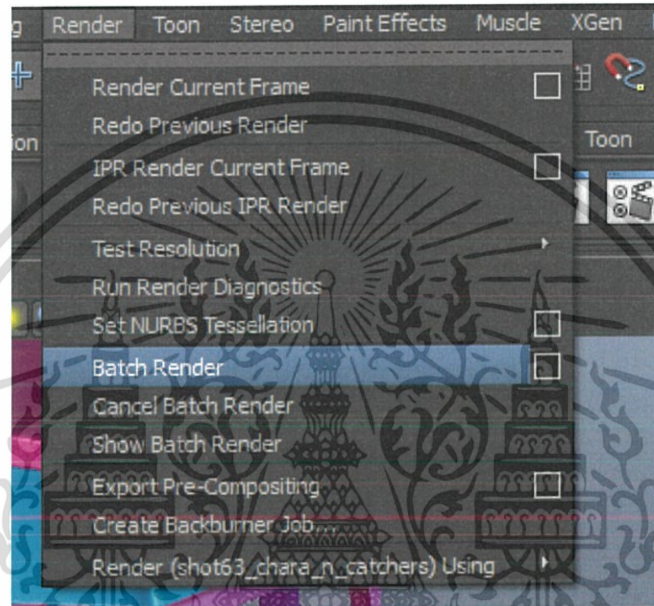 Render Toon Stereo Paint Effects Muscle XGen
Render Current Frame
Redo Previous Render
Toon
IPR Render Current Frame
Redo Previous IPR Render
Test Resolution
Run Render Diagnostics
Set NURBS Tessellation
Batch Render
Cancel Batch Render
Show Batch Render
Export Pre-Compositing
Create Backburner Job...
Render (shot63_chara_n_catchers) Using